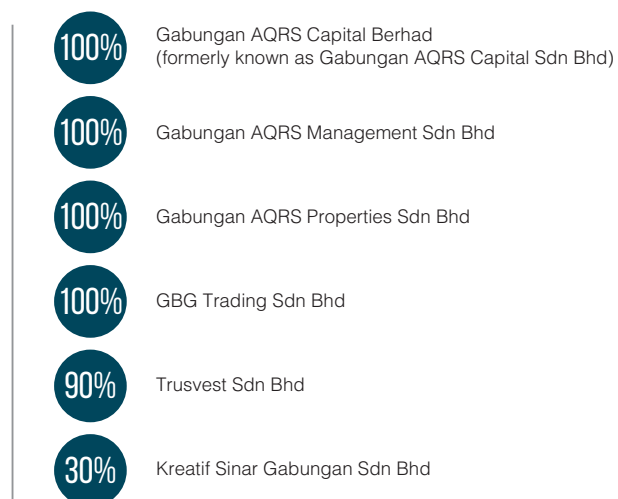 100% Gabungan AQRS Capital Berhad
(formerly known as Gabungan AQRS Capital Sdn Bhd)
100% Gabungan AQRS Management Sdn Bhd
100% Gabungan AQRS Properties Sdn Bhd
100% GBG Trading Sdn Bhd
90% Trusvest Sdn Bhd
30% Kreatif Sinar Gabungan Sdn Bhd